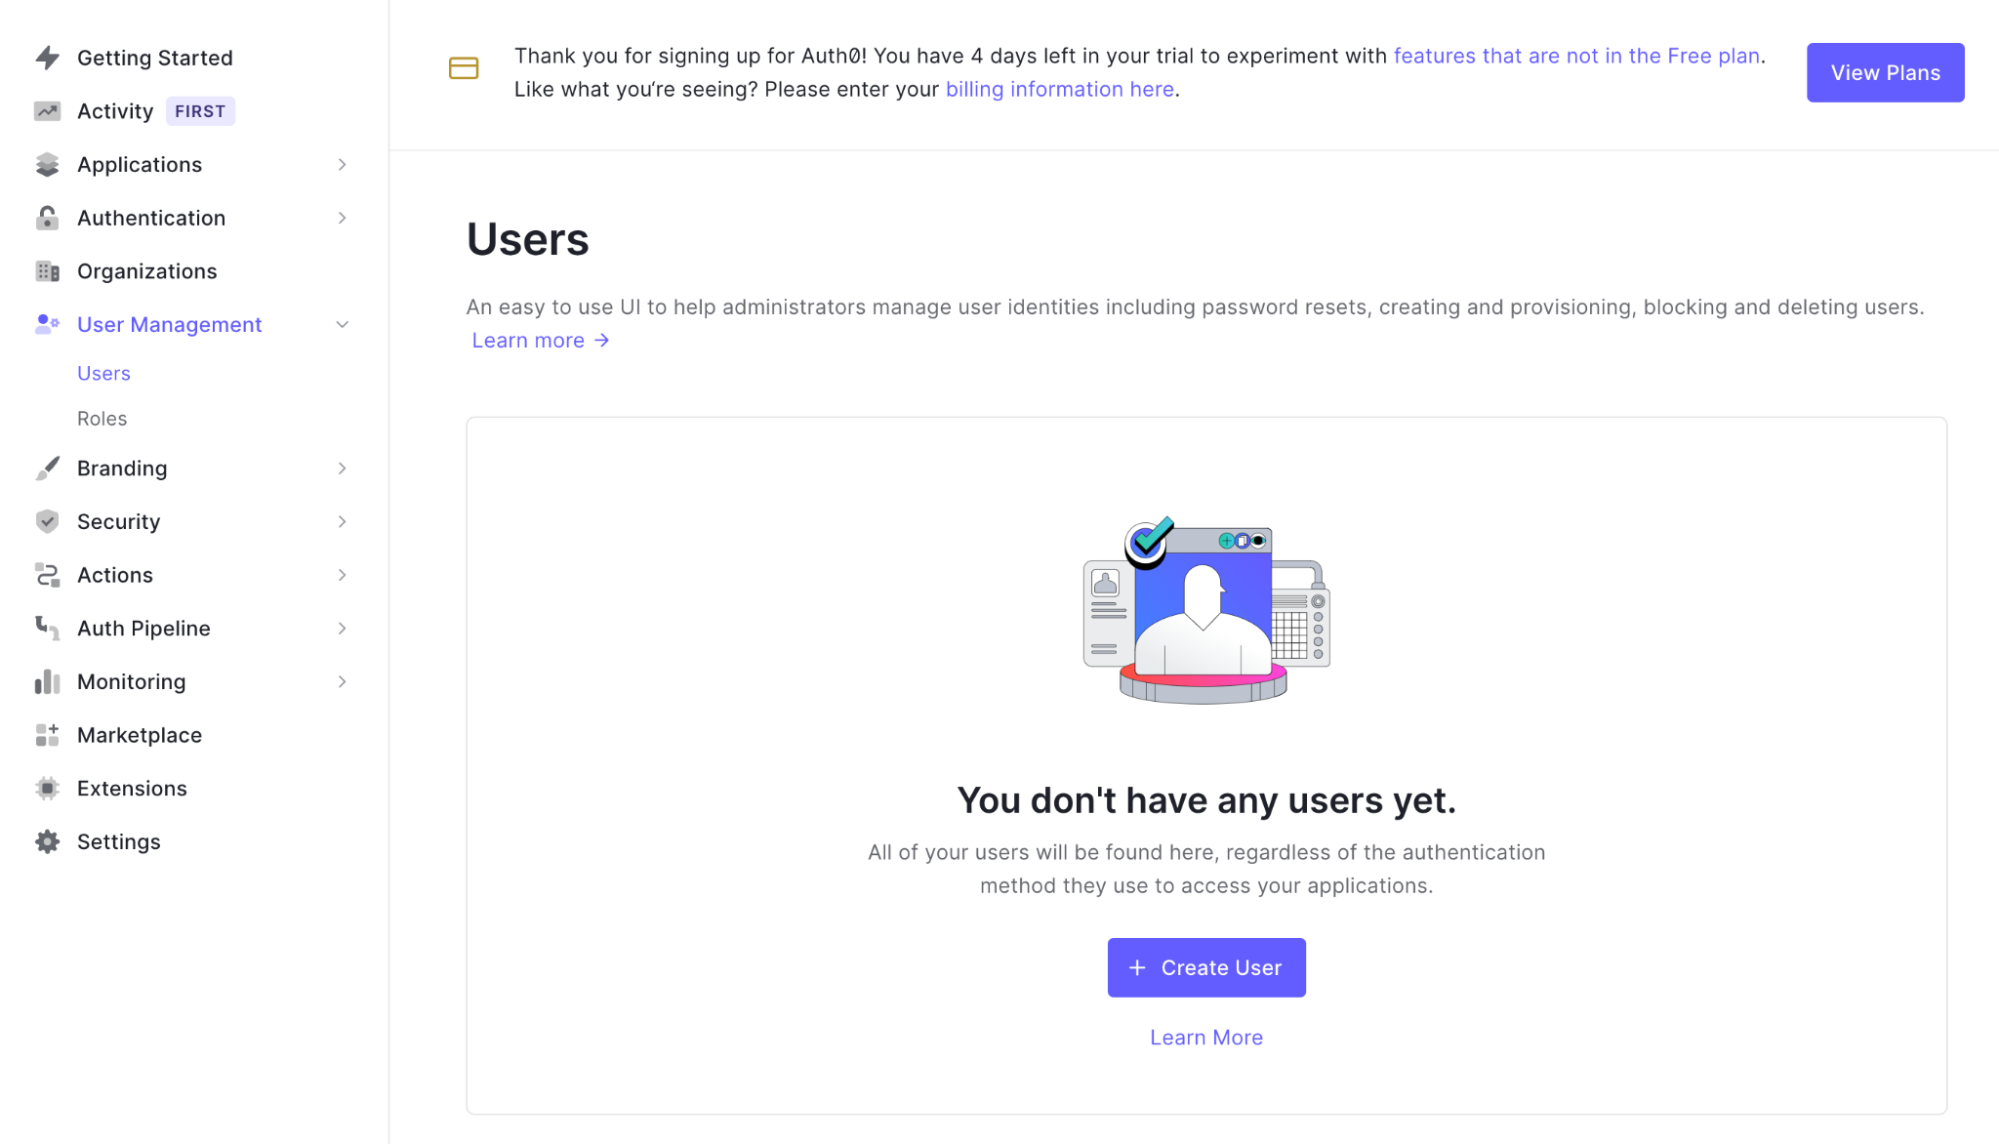 Getting Started
Activity FIRST
Applications
Authentication
Organizations
User Management
Users
Roles
Branding
Security
Actions
Auth Pipeline
Monitoring
Marketplace
Extensions
Settings
Thank you for signing up for Auth0! You have 4 days left in your trial to experiment with features that are not in the Free plan.
Like what you’re seeing? Please enter your billing information here.
View Plans
Users
An easy to use UI to help administrators manage user identities including password resets, creating and provisioning, blocking and deleting users.
Learn more →
You don't have any users yet.
All of your users will be found here, regardless of the authentication
method they use to access your applications.
+ Create User
Learn More